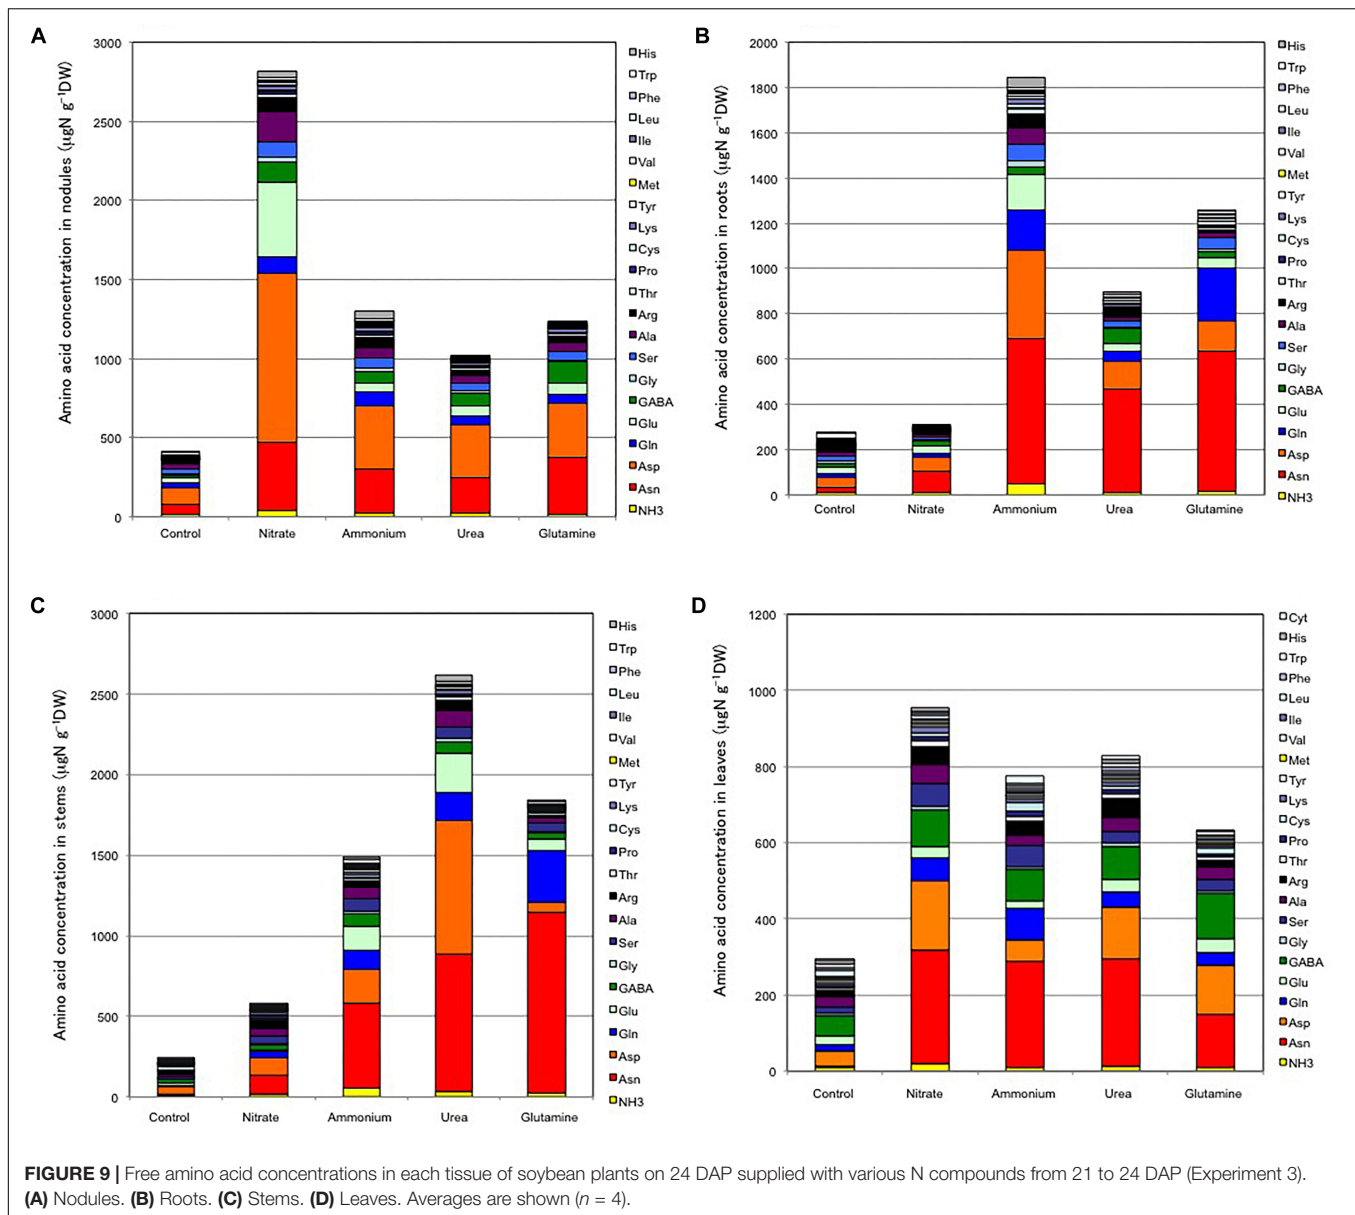 A
Amino acid concentration in nodules (μgN g⁻¹DW)
3000
2500
2000
1500
1000
500
0
Control Nitrate Ammonium Urea Glutamine
His
Trp
Phe
Leu
Ile
Val
Met
Tyr
Lys
Cys
Pro
Thr
Arg
Ala
Ser
Gly
GABA
Glu
Gln
Asp
Asn
NH3
B
Amino acid concentration in roots (μgN g⁻¹DW)
2000
1800
1600
1400
1200
1000
800
600
400
200
0
Control Nitrate Ammonium Urea Glutamine
His
Trp
Phe
Leu
Ile
Val
Met
Tyr
Lys
Cys
Pro
Thr
Arg
Ala
Ser
Gly
GABA
Glu
Gln
Asp
Asn
NH3
C
Amino acid concentration in stems (μgN g⁻¹DW)
3000
2500
2000
1500
1000
500
0
Control Nitrate Ammonium Urea Glutamine
His
Trp
Phe
Leu
Ile
Val
Met
Tyr
Lys
Cys
Pro
Thr
Arg
Ala
Ser
Gly
GABA
Glu
Gln
Asp
Asn
NH3
D
Amino acid concentration in leaves (μgN g⁻¹DW)
1200
1000
800
600
400
200
0
Control Nitrate Ammonium Urea Glutamine
Cyt
His
Trp
Phe
Leu
Ile
Val
Met
Tyr
Lys
Cys
Pro
Thr
Arg
Ala
Ser
Gly
GABA
Glu
Gln
Asp
Asn
NH3
FIGURE 9 | Free amino acid concentrations in each tissue of soybean plants on 24 DAP supplied with various N compounds from 21 to 24 DAP (Experiment 3).
(A) Nodules. (B) Roots. (C) Stems. (D) Leaves. Averages are shown (n = 4).